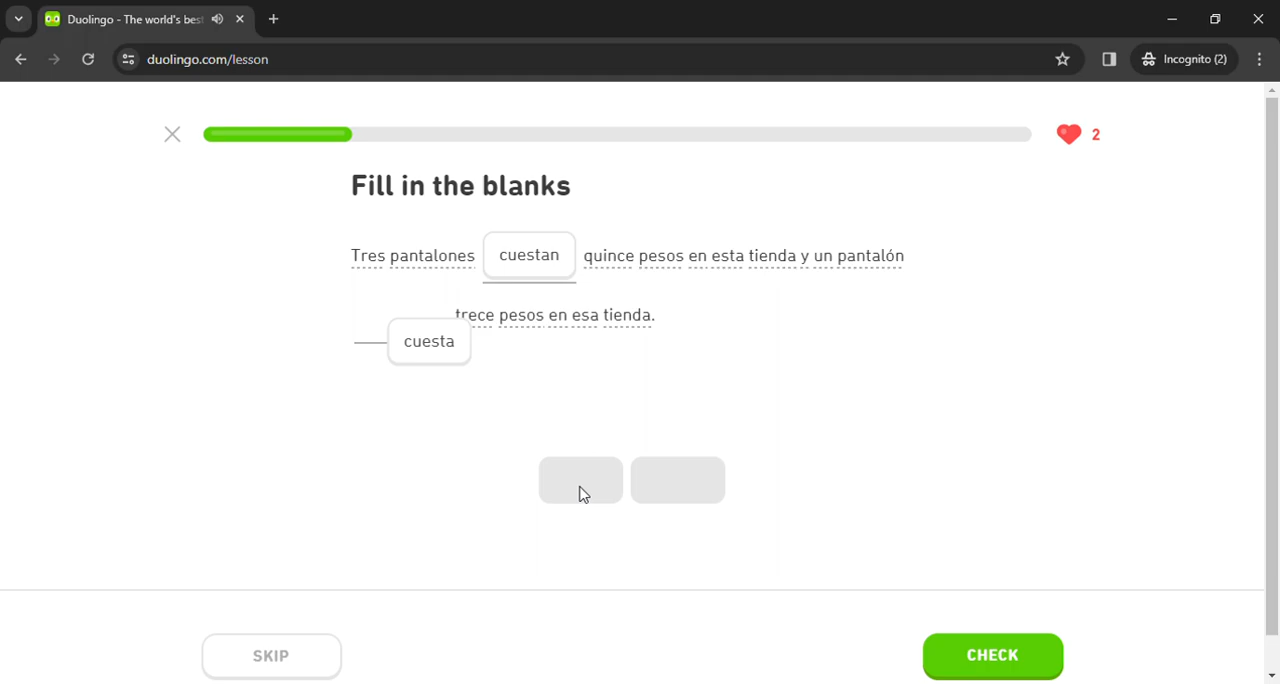 Duolingo - The world's best
duolingo.com/lesson
Incognito (2)
2
Fill in the blanks
Tres pantalones cuestan quince pesos en esta tienda y un pantalón
cuesta trece pesos en esa tienda.
SKIP
CHECK